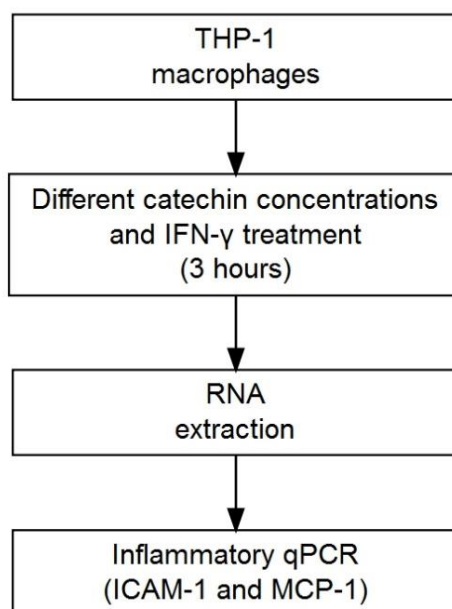 THP-1
macrophages
Different catechin concentrations
and IFN-γ treatment
(3 hours)
RNA
extraction
Inflammatory qPCR
(ICAM-1 and MCP-1)